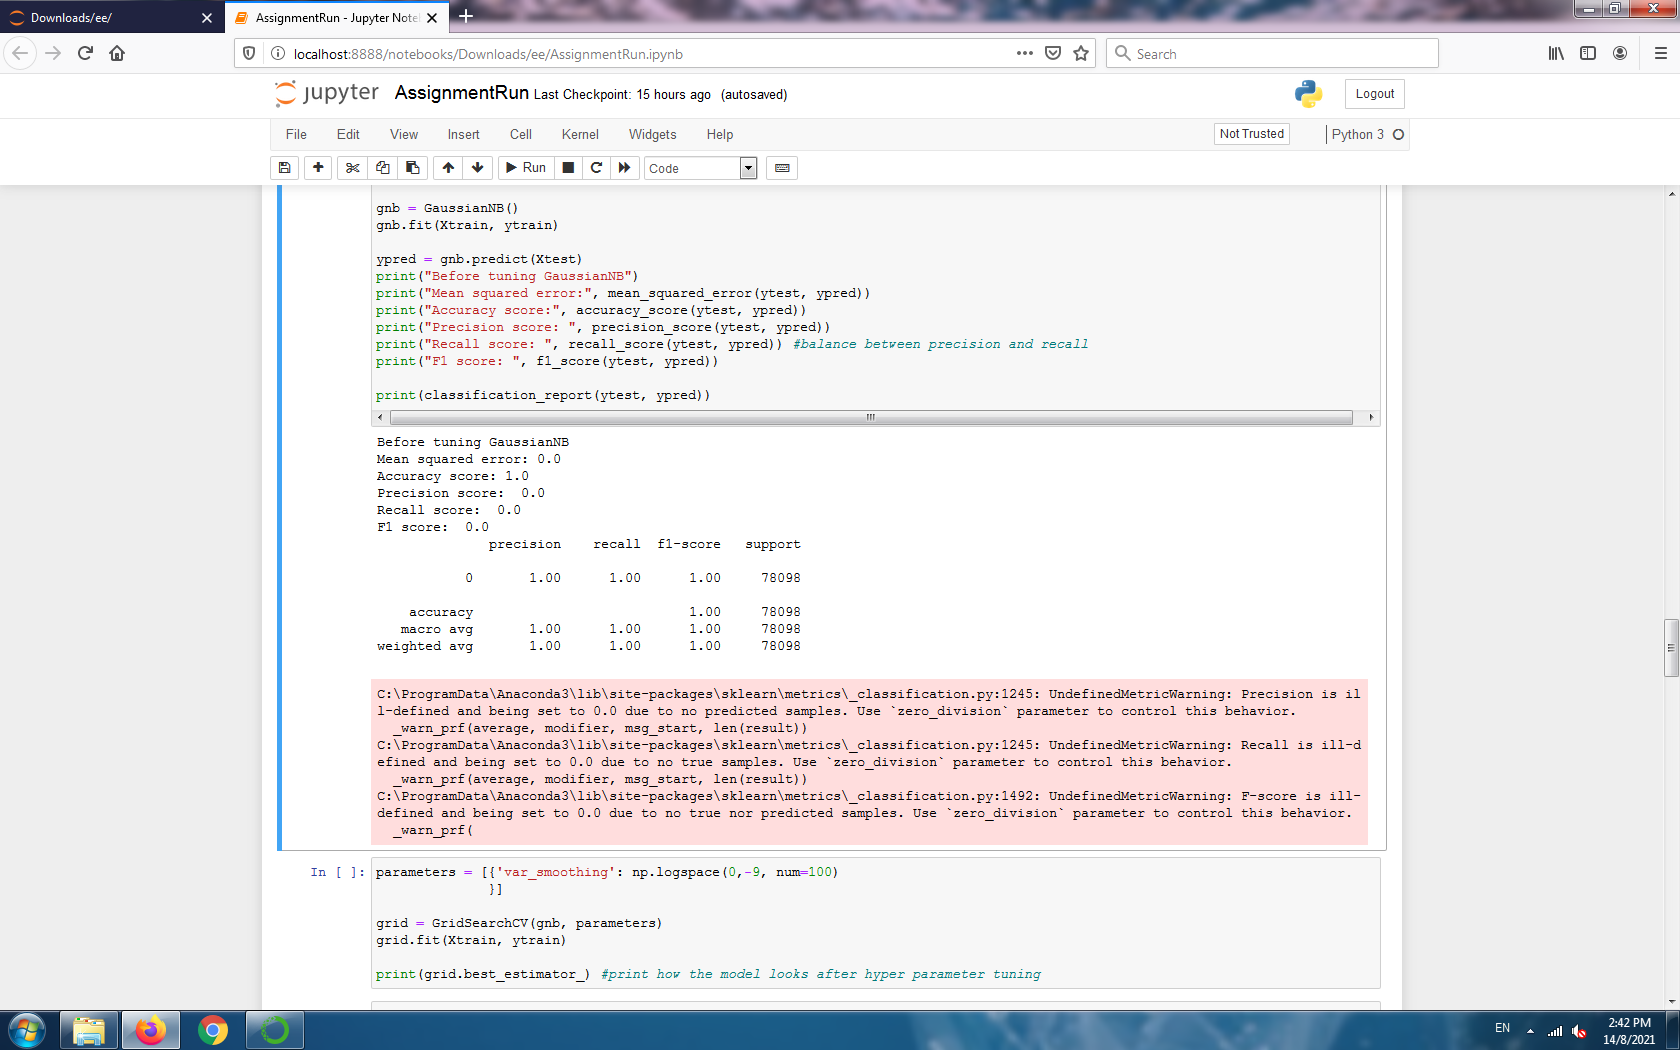 Downloads/ee/
AssignmentRun - Jupyter Note
localhost:8888/notebooks/Downloads/ee/AssignmentRun.ipynb
Search
jupyter AssignmentRun Last Checkpoint: 15 hours ago (autosaved)
Logout
File Edit View Insert Cell Kernel Widgets Help
Not Trusted
Python 3
Run
Code
gnb = GaussianNB()
gnb.fit(Xtrain, ytrain)
ypred = gnb.predict(Xtest)
print("Before tuning GaussianNB")
print("Mean squared error:", mean_squared_error(ytest, ypred))
print("Accuracy score:", accuracy_score(ytest, ypred))
print("Precision score: ", precision_score(ytest, ypred))
print("Recall score: ", recall_score(ytest, ypred)) #balance between precision and recall
print("F1 score: ", f1_score(ytest, ypred))
print(classification_report(ytest, ypred))
Before tuning GaussianNB
Mean squared error: 0.0
Accuracy score: 1.0
Precision score:  0.0
Recall score:  0.0
F1 score:  0.0
precision recall f1-score support
0 1.00 1.00 1.00 78098
accuracy 1.00 78098
macro avg 1.00 1.00 1.00 78098
weighted avg 1.00 1.00 1.00 78098
C:\ProgramData\Anaconda3\lib\site-packages\sklearn\metrics\_classification.py:1245: UndefinedMetricWarning: Precision is il
l-defined and being set to 0.0 due to no predicted samples. Use `zero_division` parameter to control this behavior.
_warn_prf(average, modifier, msg_start, len(result))
C:\ProgramData\Anaconda3\lib\site-packages\sklearn\metrics\_classification.py:1245: UndefinedMetricWarning: Recall is ill-d
efined and being set to 0.0 due to no true samples. Use `zero_division` parameter to control this behavior.
_warn_prf(average, modifier, msg_start, len(result))
C:\ProgramData\Anaconda3\lib\site-packages\sklearn\metrics\_classification.py:1492: UndefinedMetricWarning: F-score is ill-
defined and being set to 0.0 due to no true nor predicted samples. Use `zero_division` parameter to control this behavior.
_warn_prf(
In [ ]: parameters = [{'var_smoothing': np.logspace(0,-9, num=100)
}]
grid = GridSearchCV(gnb, parameters)
grid.fit(Xtrain, ytrain)
print(grid.best_estimator_) #print how the model looks after hyper parameter tuning
EN
2:42 PM
14/8/2021